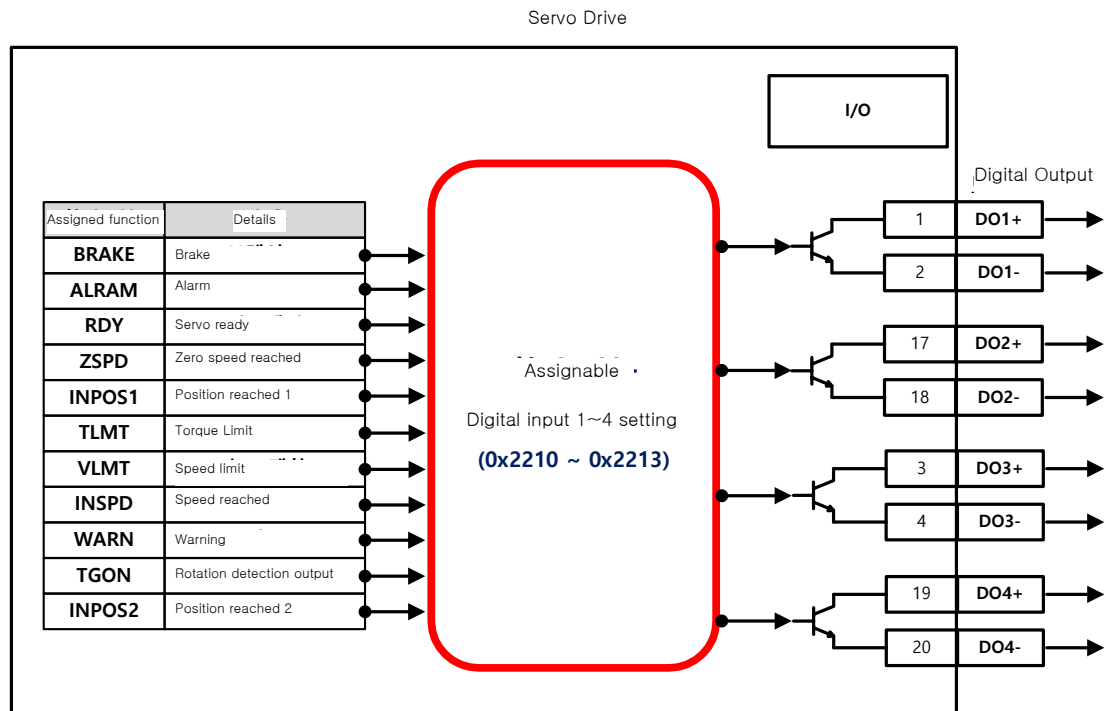 Servo Drive
I/O
Digital Output
Assigned function Details
BRAKE Brake
ALRAM Alarm
RDY Servo ready
ZSPD Zero speed reached
INPOS1 Position reached 1
TLMT Torque Limit
VLMT Speed limit
INSPD Speed reached
WARN Warning
TGON Rotation detection output
INPOS2 Position reached 2
Assignable
Digital input 1~4 setting
(0x2210 ~ 0x2213)
1 DO1+
2 DO1-
17 DO2+
18 DO2-
3 DO3+
4 DO3-
19 DO4+
20 DO4-